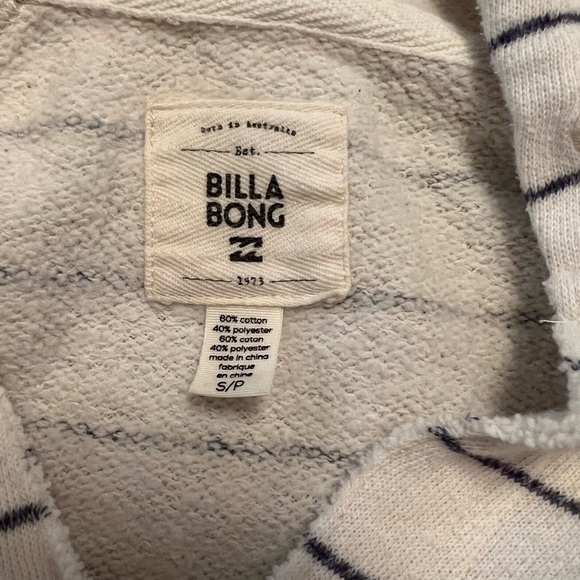 Born in Australia
Est.
BILLA
BONG
1973
60% cotton
40% polyester
60% coton
40% polyester
made in china
fabrique
en chine
S/P